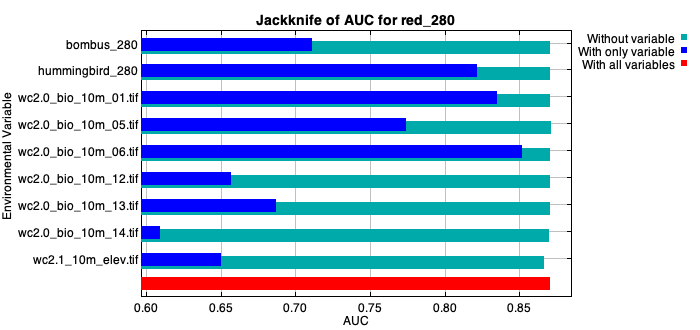 Jackknife of AUC for red_280
Without variable
With only variable
With all variables
Environmental Variable
bombus_280
hummingbird_280
wc2.0_bio_10m_01.tif
wc2.0_bio_10m_05.tif
wc2.0_bio_10m_06.tif
wc2.0_bio_10m_12.tif
wc2.0_bio_10m_13.tif
wc2.0_bio_10m_14.tif
wc2.1_10m_elev.tif
0.60 0.65 0.70 0.75 0.80 0.85
AUC